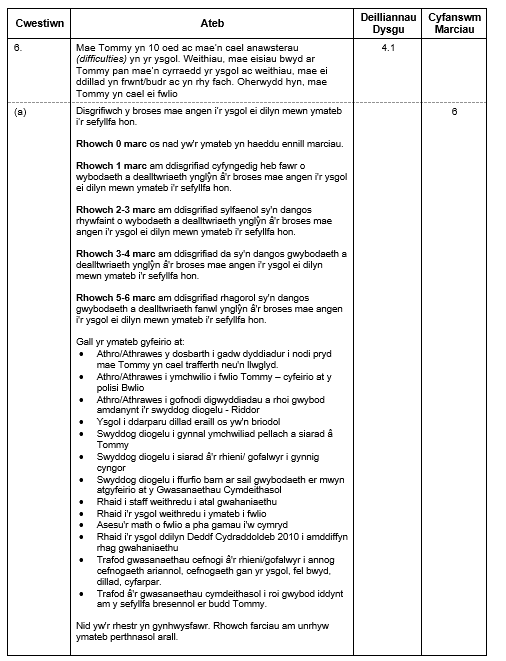 Cwestiwn Ateb Deilliannau Dysgu Cyfanswm Marciau
6. Mae Tommy yn 10 oed ac mae'n cael anawsterau 4.1
(difficulties) yn yr ysgol. Weithiau, mae eisiau bwyd ar
Tommy pan mae'n cyrraedd yr ysgol ac weithiau, mae ei
ddillad yn frwnt/budr ac yn rhy fach. Oherwydd hyn, mae
Tommy yn cael ei fwlio
(a) Disgrifiwch y broses mae angen i'r ysgol ei dilyn mewn ymateb 6
i'r sefyllfa hon.
Rhowch 0 marc os nad yw'r ymateb yn haeddu ennill marciau.
Rhowch 1 marc am ddisgrifiad cyfyngedig heb fawr o
wybodaeth a dealltwriaeth ynglŷn â'r broses mae angen i'r ysgol
ei dilyn mewn ymateb i'r sefyllfa hon.
Rhowch 2-3 marc am ddisgrifiad sylfaenol sy'n dangos
rhywfaint o wybodaeth a dealltwriaeth ynglŷn â'r broses mae
angen i'r ysgol ei dilyn mewn ymateb i'r sefyllfa hon.
Rhowch 3-4 marc am ddisgrifiad da sy'n dangos gwybodaeth a
dealltwriaeth ynglŷn â'r broses mae angen i'r ysgol ei dilyn
mewn ymateb i'r sefyllfa hon.
Rhowch 5-6 marc am ddisgrifiad rhagorol sy'n dangos
gwybodaeth a dealltwriaeth fanwl ynglŷn â'r broses mae angen
i'r ysgol ei dilyn mewn ymateb i'r sefyllfa hon.
Gall yr ymateb gyfeirio at:
• Athro/Athrawes y dosbarth i gadw dyddiadur i nodi pryd
mae Tommy yn cael trafferth neu'n llwglyd.
• Athro/Athrawes i ymchwilio i fwlio Tommy – cyfeirio at y
polisi Bwlio
• Athro/Athrawes i gofnodi digwyddiadau a rhoi gwybod
amdanynt i'r swyddog diogelu - Riddor
• Ysgol i ddarparu dillad eraill os yw'n briodol
• Swyddog diogelu i gynnal ymchwiliad pellach a siarad â
Tommy
• Swyddog diogelu i siarad â'r rhieni/ gofalwyr i gynnig
cyngor
• Swyddog diogelu i ffurfio barn ar sail gwybodaeth er mwyn
atgyfeirio at y Gwasanaethau Cymdeithasol
• Rhaid i staff weithredu i atal gwahaniaethu
• Rhaid i'r ysgol weithredu i ymateb i fwlio
• Asesu'r math o fwlio a pha gamau i'w cymryd
• Rhaid i'r ysgol ddilyn Deddf Cydraddoldeb 2010 i amddiffyn
rhag gwahaniaethu
• Trafod gwasanaethau cefnogi â'r rhieni/gofalwyr i annog
cefnogaeth ariannol, cefnogaeth gan yr ysgol, fel bwyd,
dillad, cyfarpar.
• Trafod â'r gwasanaethau cymdeithasol i roi gwybod iddynt
am y sefyllfa bresennol er budd Tommy.
Nid yw'r rhestr yn gynhwysfawr. Rhowch farciau am unrhyw
ymateb perthnasol arall.